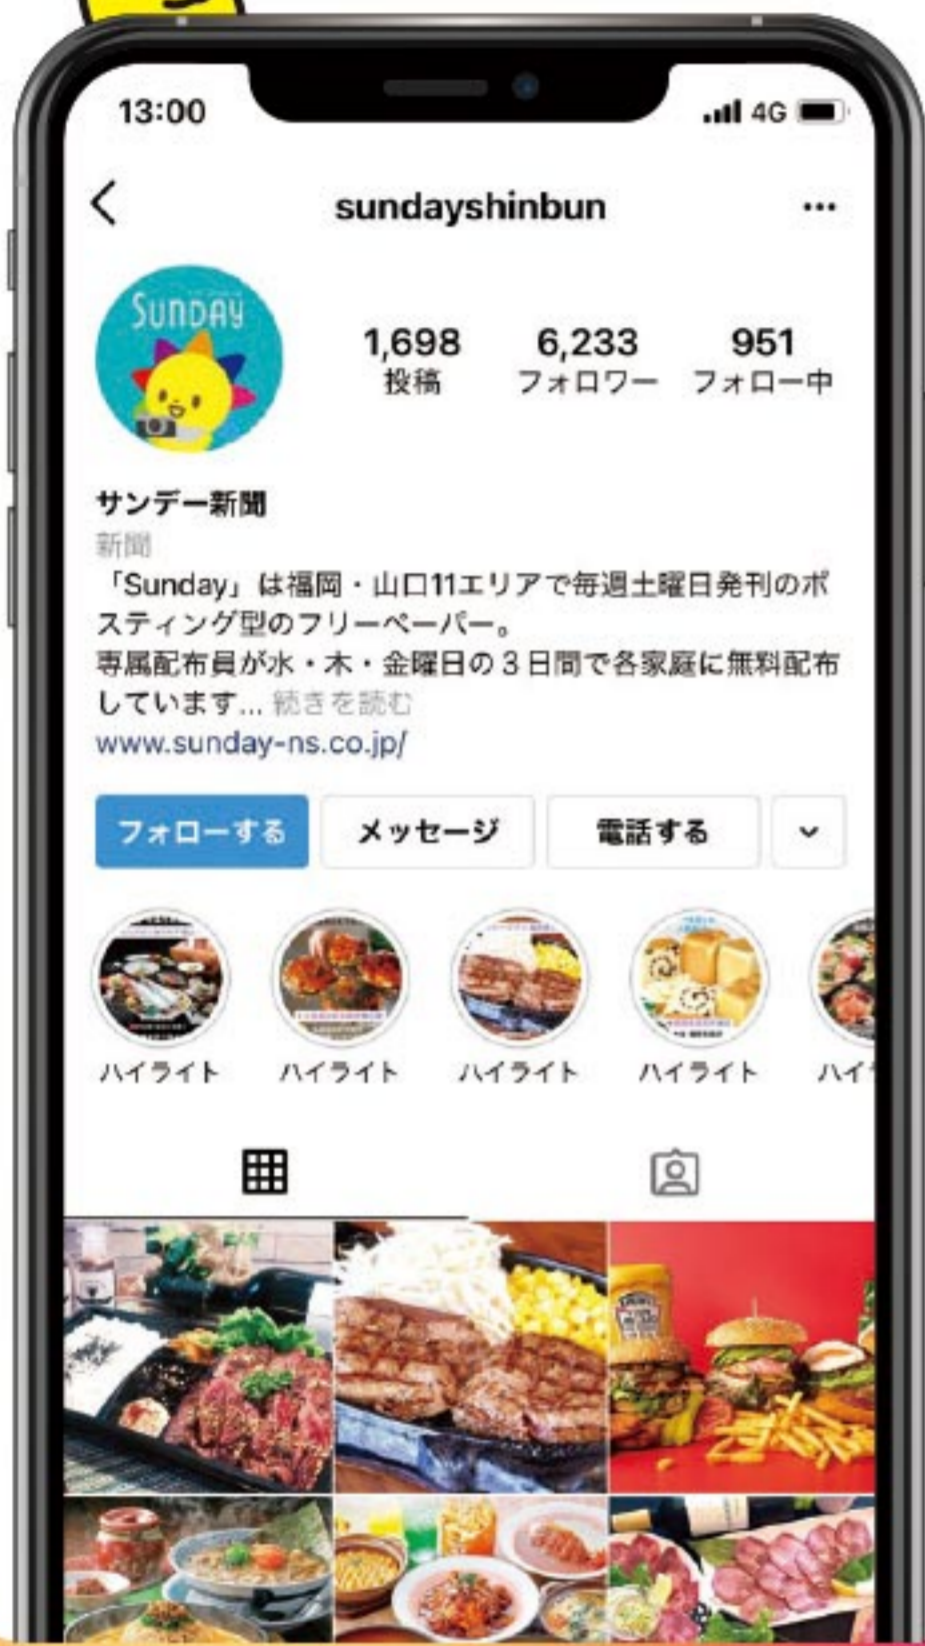 13:00
4G
sundayshinbun
SUNDAY
1,698
6,233
951
投稿
フォロワー
フォロー中
サンデー新聞
新聞
「Sunday」は福岡・山口11エリアで毎週土曜日発刊のポ
スティング型のフリーペーパー。
専属配布員が水・木・金曜日の3日間で各家庭に無料配布
しています... 続きを読む
www.sunday-ns.co.jp/
フォローする
メッセージ
電話する
ハイライト
ハイライト
ハイライト
ハイライト